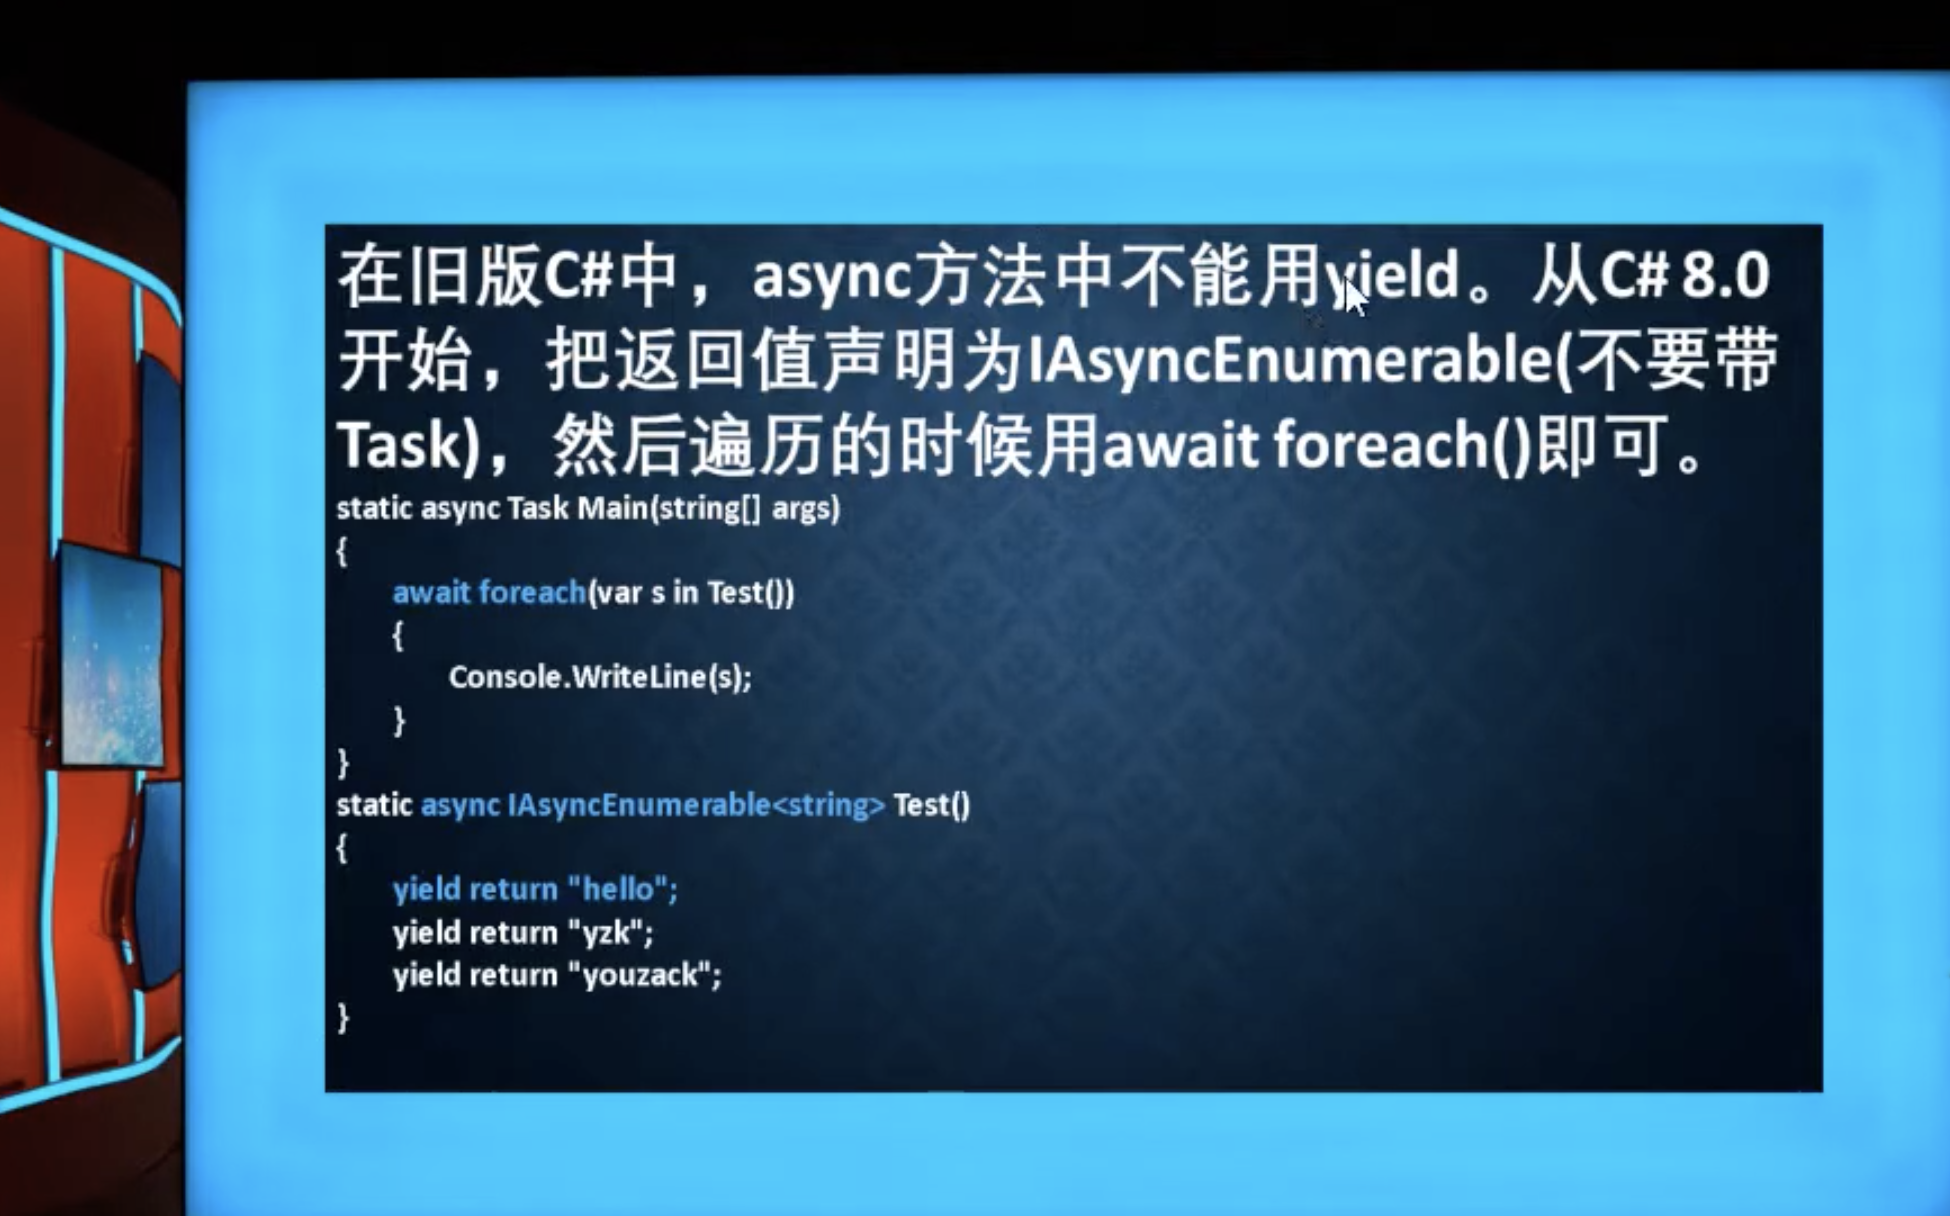 在旧版C#中，async方法中不能用yield。从C# 8.0
开始，把返回值声明为IAsyncEnumerable(不要带
Task)，然后遍历的时候用await foreach()即可。
static async Task Main(string[] args)
{
await foreach(var s in Test())
{
Console.WriteLine(s);
}
}
static async IAsyncEnumerable<string> Test()
{
yield return "hello";
yield return "yzk";
yield return "youzack";
}